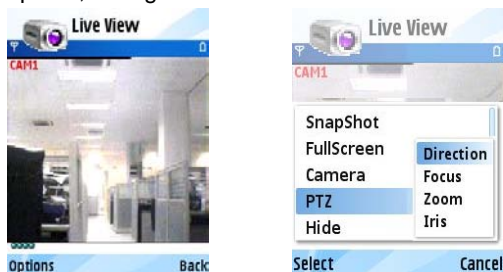 Live View
CAM1
Options Back
Live View
CAM1
SnapShot
FullScreen
Camera
PTZ
Hide
Direction
Focus
Zoom
Iris
Select Cancel